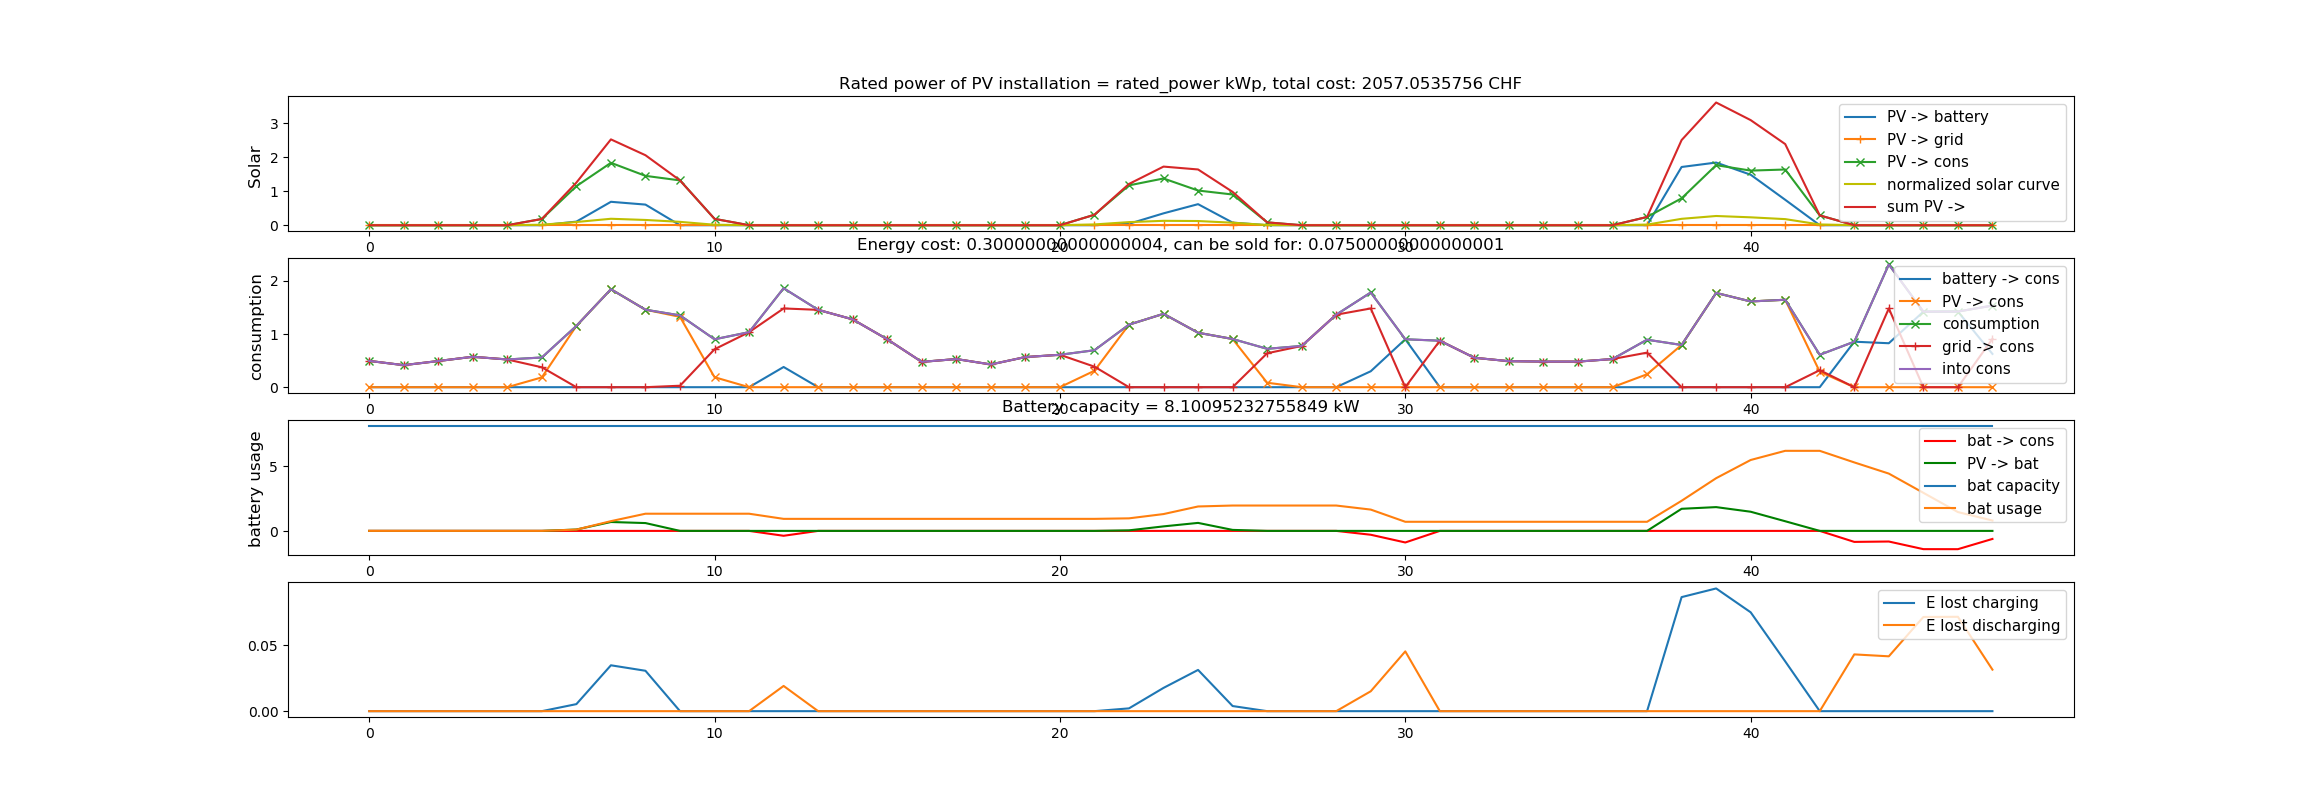 Rated power of PV installation = rated_power kWp, total cost: 2057.0535756 CHF
Solar
3
2
1
0
PV -> battery
PV -> grid
PV -> cons
normalized solar curve
sum PV ->
0 10 20 30 40
Energy cost: 0.30000000000000004, can be sold for: 0.07500000000000001
consumption
2
1
0
battery -> cons
PV -> cons
consumption
grid -> cons
into cons
0 10 20 30 40
Battery capacity = 8.10095232755849 kW
battery usage
5
0
bat -> cons
PV -> bat
bat capacity
bat usage
0 10 20 30 40
0.05
0.00
E lost charging
E lost discharging
0 10 20 30 40